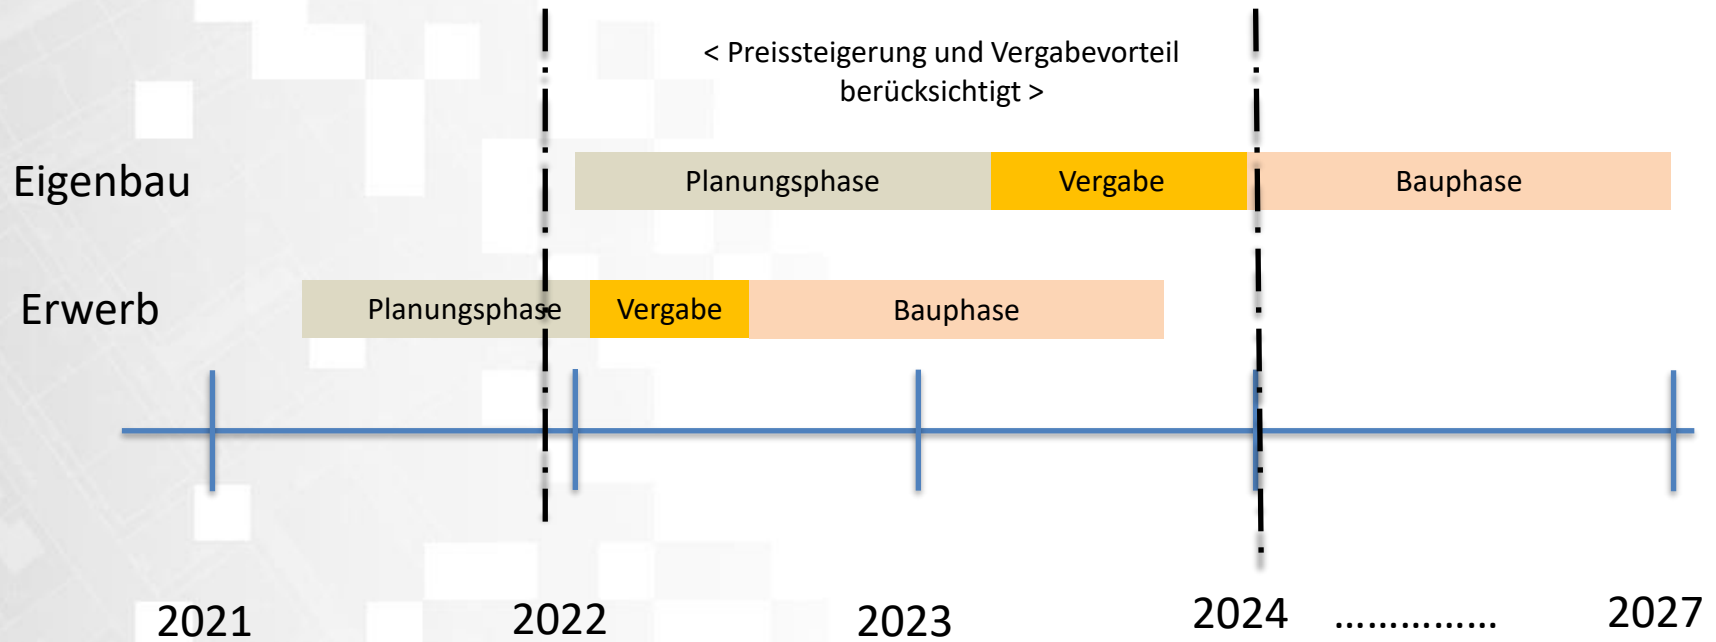 < Preissteigerung und Vergabevorteil
berücksichtigt >
Eigenbau
Planungsphase
Vergabe
Bauphase
Erwerb
Planungsphase
Vergabe
Bauphase
2021
2022
2023
2024
..............
2027